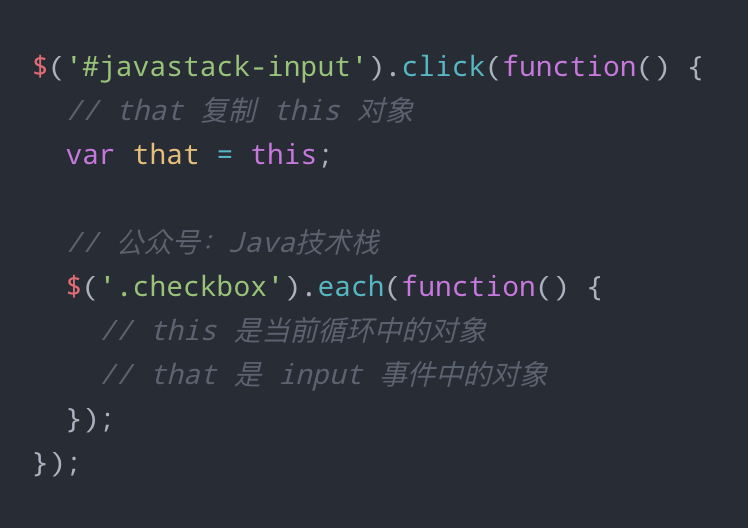 $('#javastack-input').click(function() {
// that 复制 this 对象
var that = this;
// 公众号：Java技术栈
$('.checkbox').each(function() {
// this 是当前循环中的对象
// that 是 input 事件中的对象
});
});